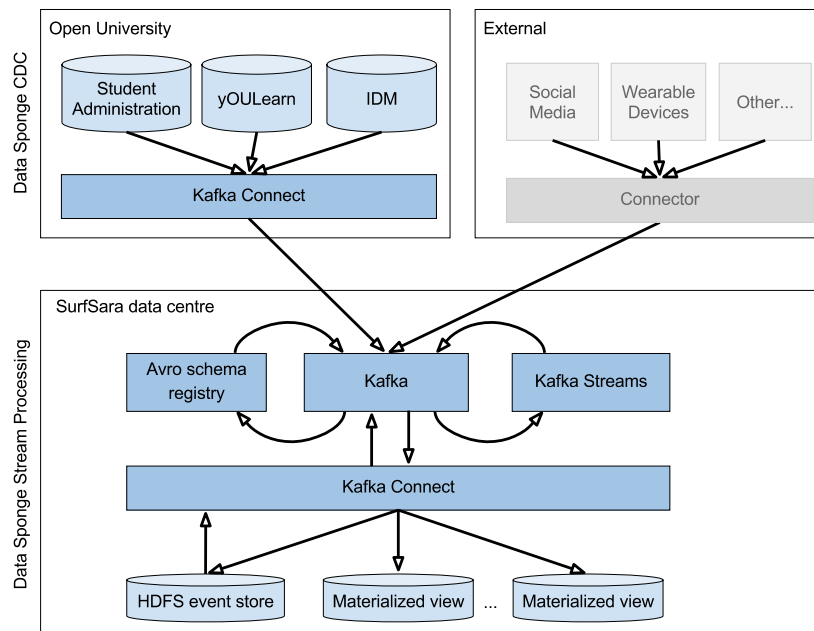 Data Sponge CDC
Open University
Student
Administration
yOULearn
IDM
Kafka Connect
External
Social
Media
Wearable
Devices
Other...
Connector
Data Sponge Stream Processing
SurfSara data centre
Avro schema
registry
Kafka
Kafka Streams
Kafka Connect
HDFS event store
Materialized view
...
Materialized view